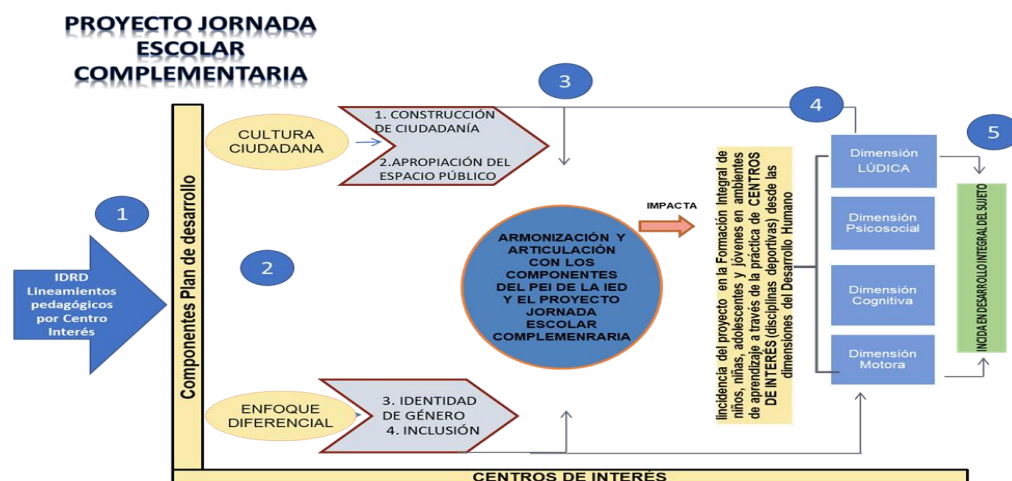 PROYECTO JORNADA
ESCOLAR
COMPLEMENTARIA
1
IDRD
Lineamientos
pedagógicos
por Centro
Interés
Componentes Plan de desarrollo
2
CULTURA
CIUDADANA
1. CONSTRUCCIÓN
DE CIUDADANÍA
2.APROPIACIÓN DEL
ESPACIO PÚBLICO
ENFOQUE
DIFERENCIAL
3. IDENTIDAD
DE GÉNERO
4. INCLUSIÓN
3
ARMONIZACIÓN Y
ARTICULACIÓN
CON LOS
COMPONENTES
DEL PEI DE LA IED
Y EL PROYECTO
JORNADA
ESCOLAR
COMPLEMENRARIA
IMPACTA
Iincidencia del proyecto en la Formación Integral de
niños, niñas, adolescentes y jóvenes en ambientes
de aprendizaje a través de la práctica de CENTROS
DE INTERÉS (disciplinas deportivas) desde las
dimensiones del Desarrollo Humano
4
Dimensión
LÚDICA
Dimensión
Psicosocial
Dimensión
Cognitiva
Dimensión
Motora
5
INCIDA EN DESARROLLO INTEGRAL DEL SUJETO
CENTROS DE INTERÉS